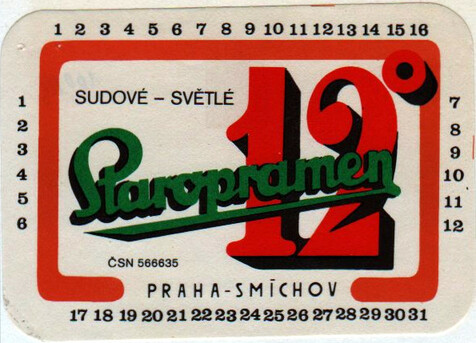 1 2 3 4 5 6 7 8 9 10 11 12 13 14 15 16
SUDOVÉ – SVĚTLÉ
12°
Staropramen
ČSN 566635
PRAHA-SMÍCHOV
1
2
3
4
5
6
7
8
9
10
11
12
17 18 19 20 21 22 23 24 25 26 27 28 29 30 31